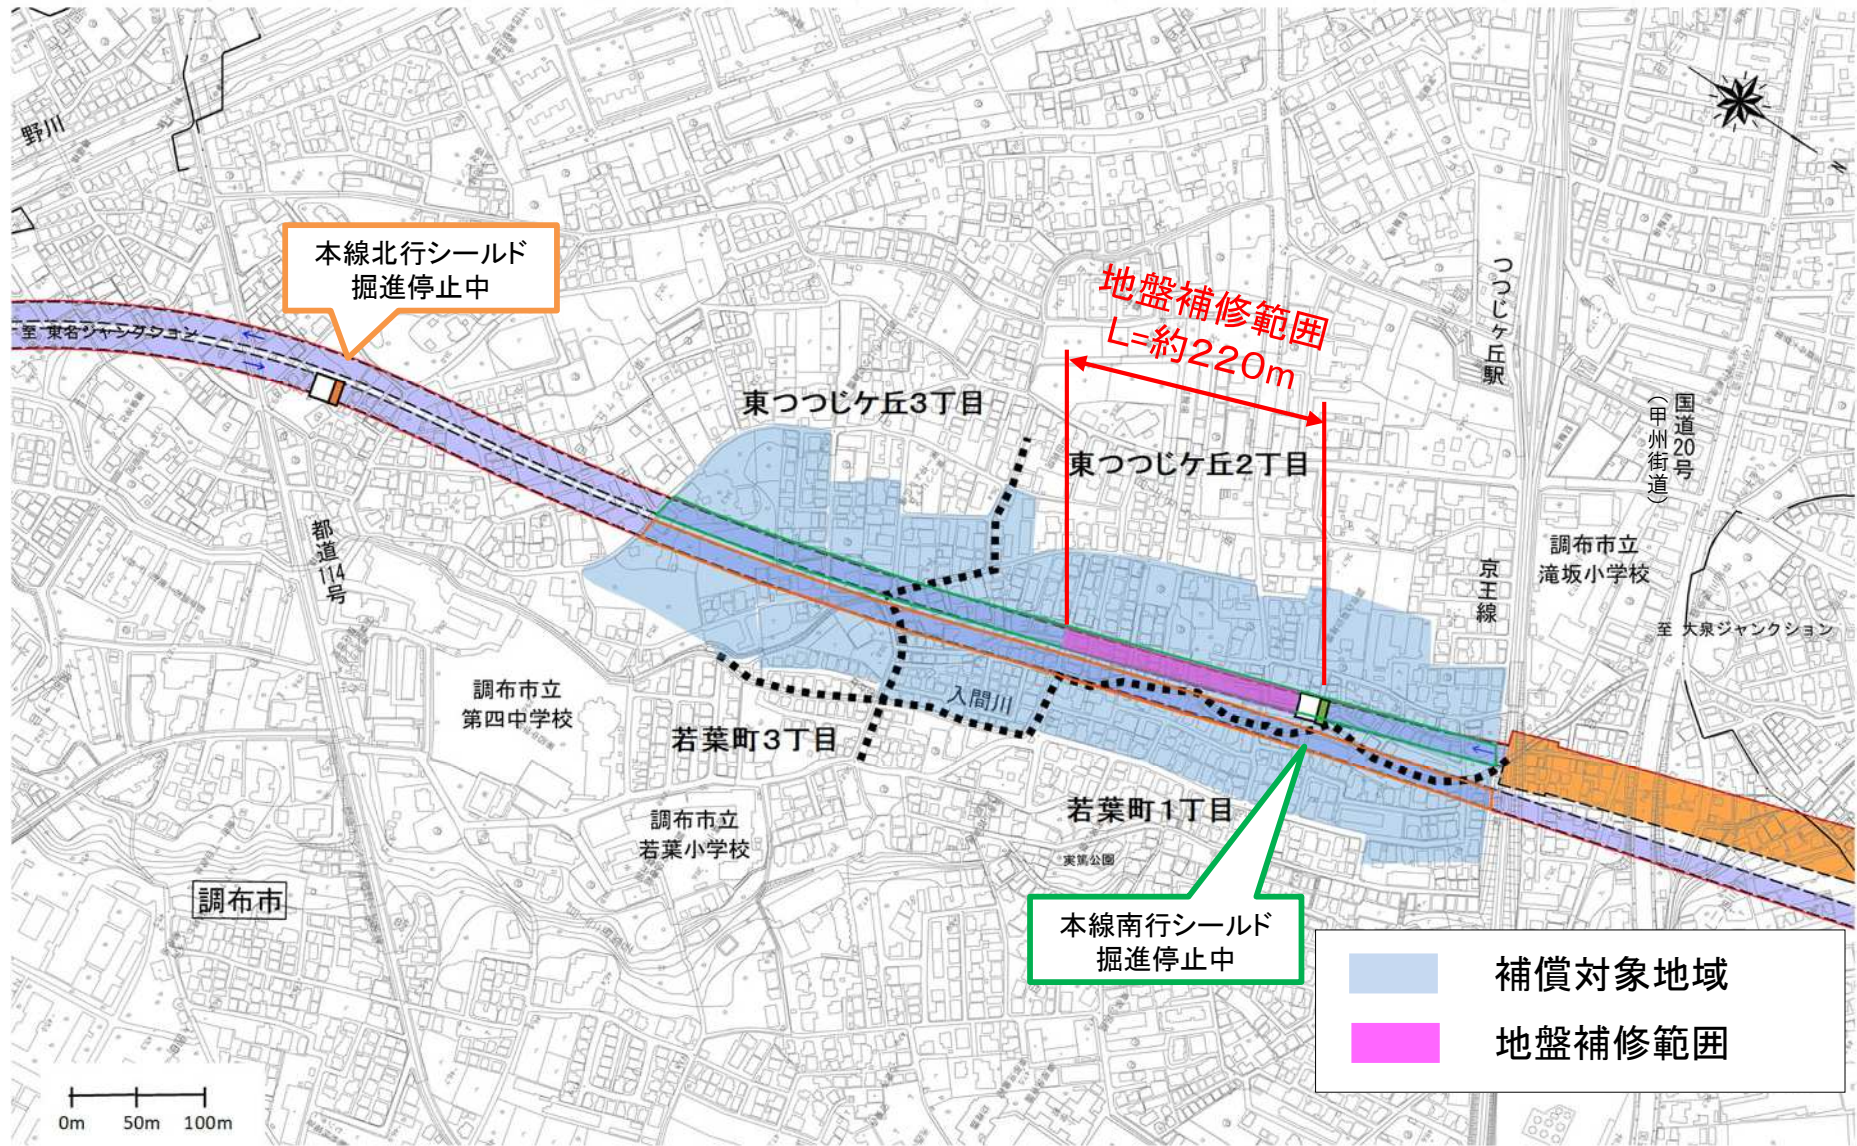 野川
N
本線北行シールド
掘進停止中
至 東名ジャンクション
地盤補修範囲
L=約220m
つつじヶ丘駅
国道20号
（甲州街道）
東つつじケ丘3丁目
東つつじケ丘2丁目
都道114号
京王線
調布市立
滝坂小学校
至 大泉ジャンクション
調布市立
第四中学校
入間川
若葉町3丁目
若葉町1丁目
調布市立
若葉小学校
実篤公園
調布市
本線南行シールド
掘進停止中
補償対象地域
地盤補修範囲
0m 50m 100m